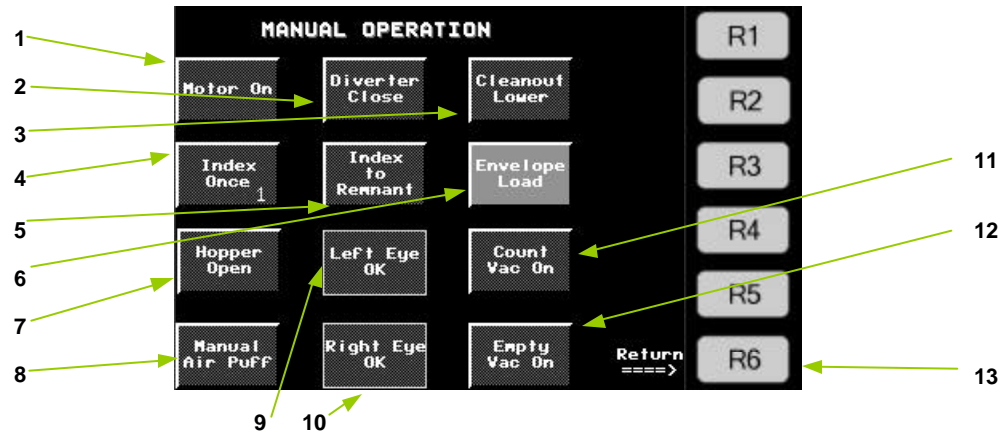 MANUAL OPERATION
R1
1
Motor On
Diverter
Close
Cleanout
Lower
2
R2
3
Index
Once
1
Index
to
Remnant
Envelope
Load
R3
11
4
5
R4
12
Hopper
Open
Left Eye
OK
Count
Vac On
6
R5
7
Manual
Air Puff
Right Eye
OK
Empty
Vac On
Return
====>
R6
8
13
9
10